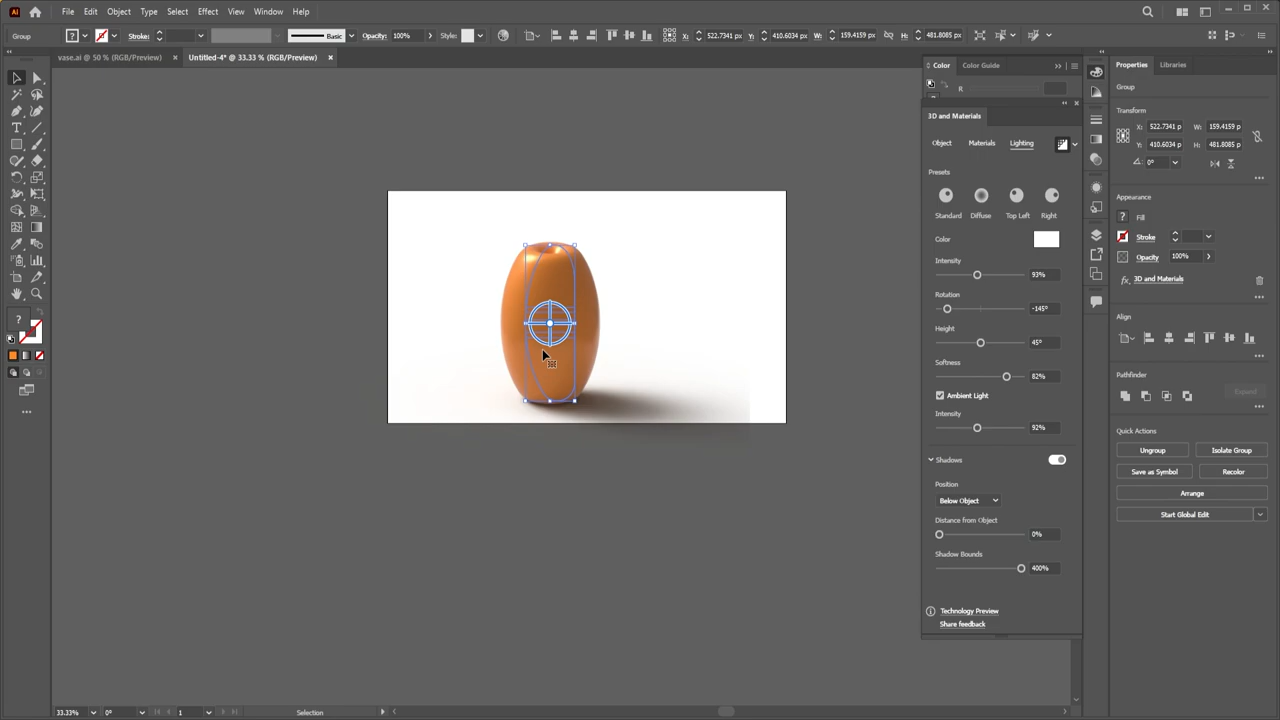 Ai File Edit Object Type Select Effect View Window Help
Group ? Stroke: Basic Opacity: 100% Style: X: 522.7341 px Y: 410.6034 px W: 159.4159 px H: 481.8085 px
vase.ai @ 50 % (RGB/Preview) × Untitled-4* @ 33.33 % (RGB/Preview) ×
Color Color Guide
R
3D and Materials
Object Materials Lighting
Presets
Standard Diffuse Top Left Right
Color
Intensity
93%
Rotation
-145°
Height
45°
Softness
82%
Ambient Light
Intensity
92%
Shadows
Position
Below Object
Distance from Object
0%
Shadow Bounds
400%
Technology Preview
Share feedback
Properties Libraries
Group
Transform
X: 522.7341 p W: 159.4159 p
Y: 410.6034 p H: 481.8085 p
0°
Appearance
? Fill
Stroke
Opacity 100%
fx 3D and Materials
Align
Pathfinder
Expand
Quick Actions
Ungroup Isolate Group
Save as Symbol Recolor
Arrange
Start Global Edit
?
33.33% 0° 1 Selection